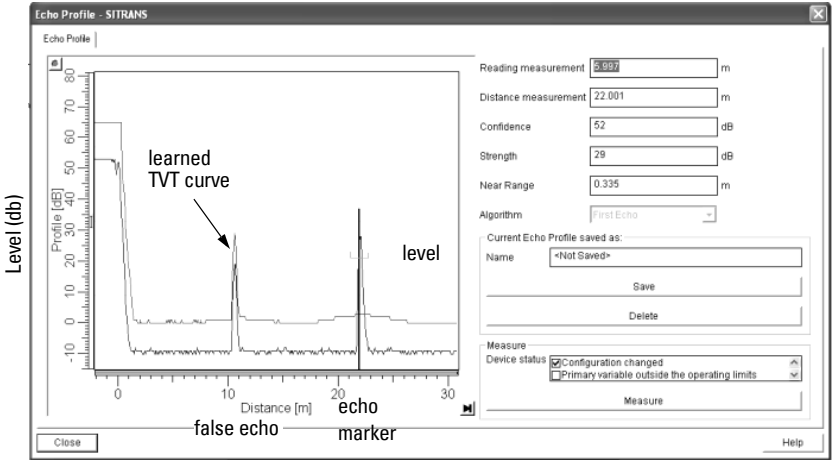 Echo Profile - SITRANS
Echo Profile
Level (db)
Profile [dB]
80
70
60
50
40
30
20
10
0
-10
learned
TVT curve
level
0
10
20
30
Distance [m]
false echo
echo
marker
Reading measurement 5.997 m
Distance measurement 22.001 m
Confidence 52 dB
Strength 29 dB
Near Range 0.335 m
Algorithm First Echo
Current Echo Profile saved as:
Name <Not Saved>
Save
Delete
Measure
Device status Configuration changed
Primary variable outside the operating limits
Measure
Close
Help